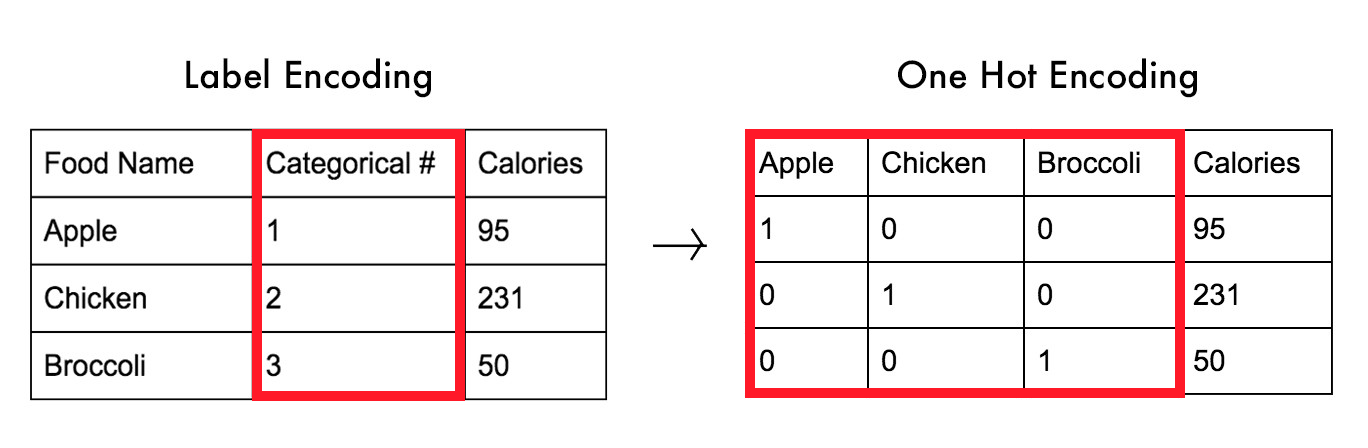 Label Encoding
Food Name Categorical # Calories
Apple 1 95
Chicken 2 231
Broccoli 3 50
→
One Hot Encoding
Apple Chicken Broccoli Calories
1 0 0 95
0 1 0 231
0 0 1 50